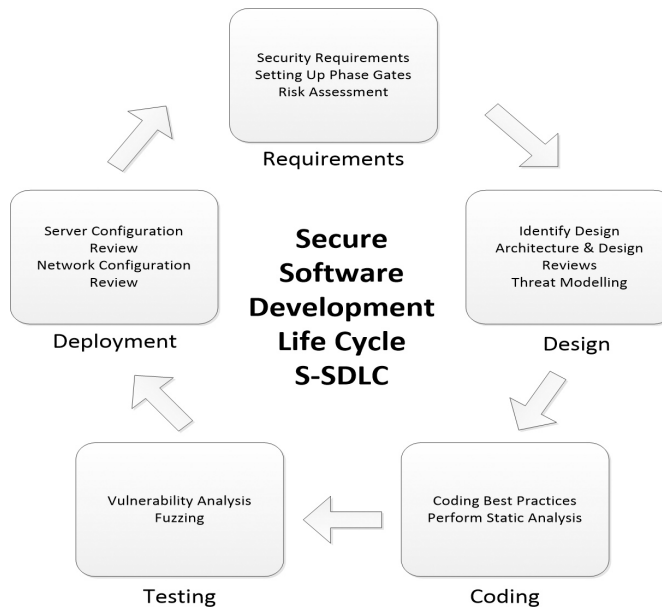 Security Requirements
Setting Up Phase Gates
Risk Assessment
Requirements
Identify Design
Architecture & Design
Reviews
Threat Modelling
Design
Coding Best Practices
Perform Static Analysis
Coding
Vulnerability Analysis
Fuzzing
Testing
Server Configuration
Review
Network Configuration
Review
Deployment
Secure
Software
Development
Life Cycle
S-SDLC